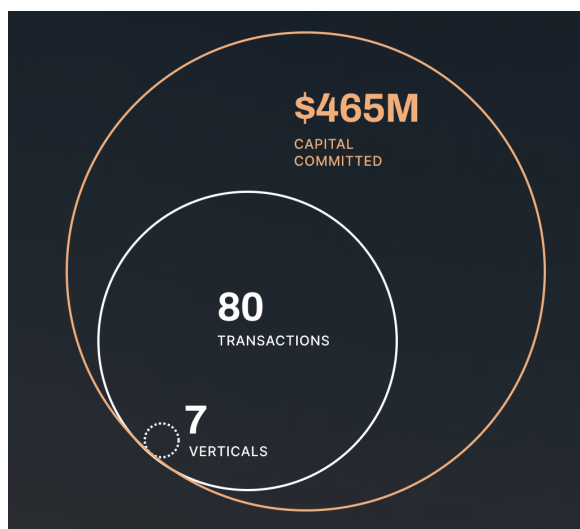 $465M
CAPITAL
COMMITTED
80
TRANSACTIONS
7
VERTICALS